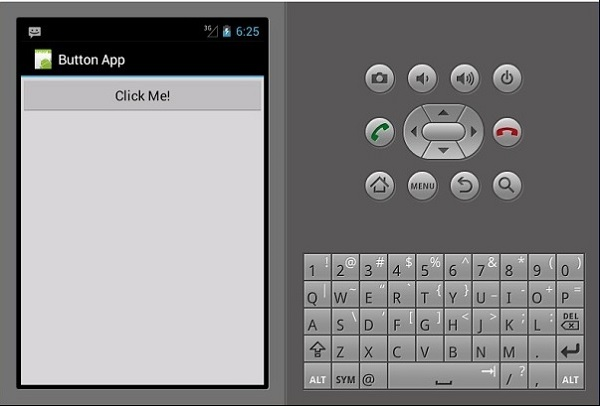 3G 6:25
Button App
Click Me!
MENU
1 ! 2 @ 3 # 4 $ 5 % 6 ^ 7 & 8 * 9 ( 0 )
Q | W ~ E “ R ` T { Y } U _ I - O + P =
A S \ D ‘ F [ G ] H < J > K ; L : DEL
Z X C V B N M .
ALT SYM @ / ? , ALT